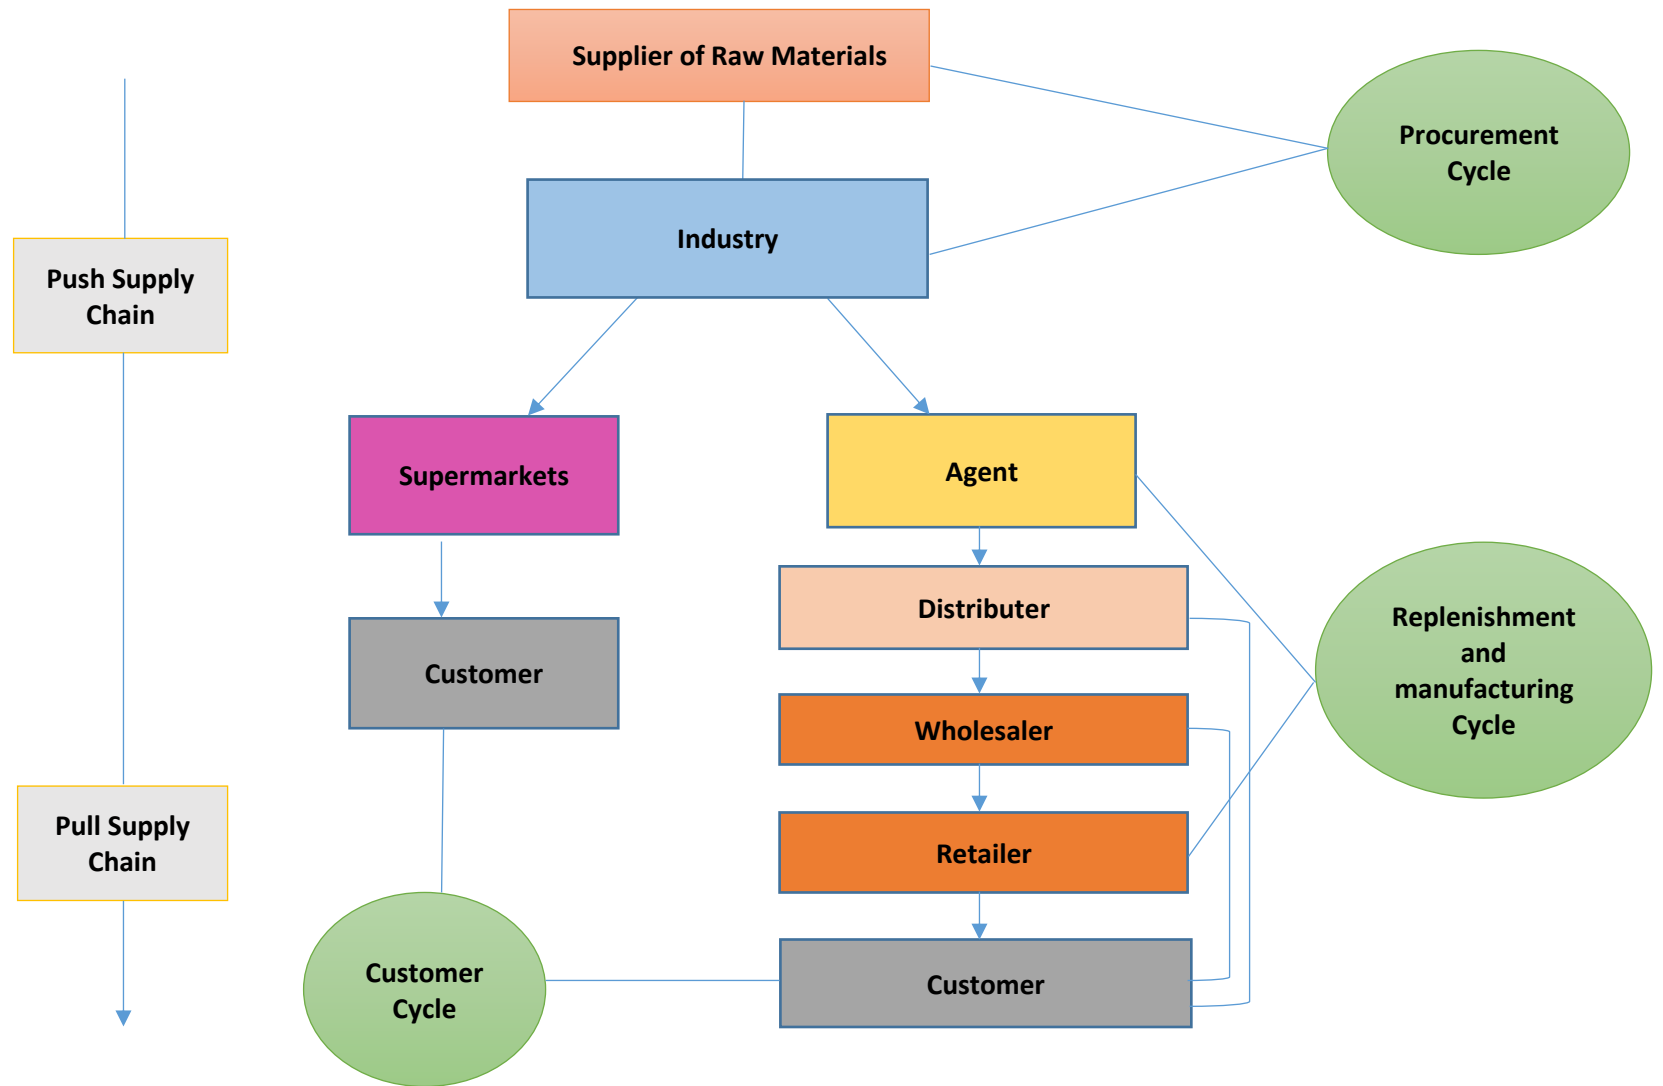 Supplier of Raw Materials
Procurement
Cycle
Industry
Push Supply
Chain
Supermarkets
Agent
Distributer
Replenishment
and
manufacturing
Cycle
Customer
Wholesaler
Pull Supply
Chain
Retailer
Customer
Cycle
Customer